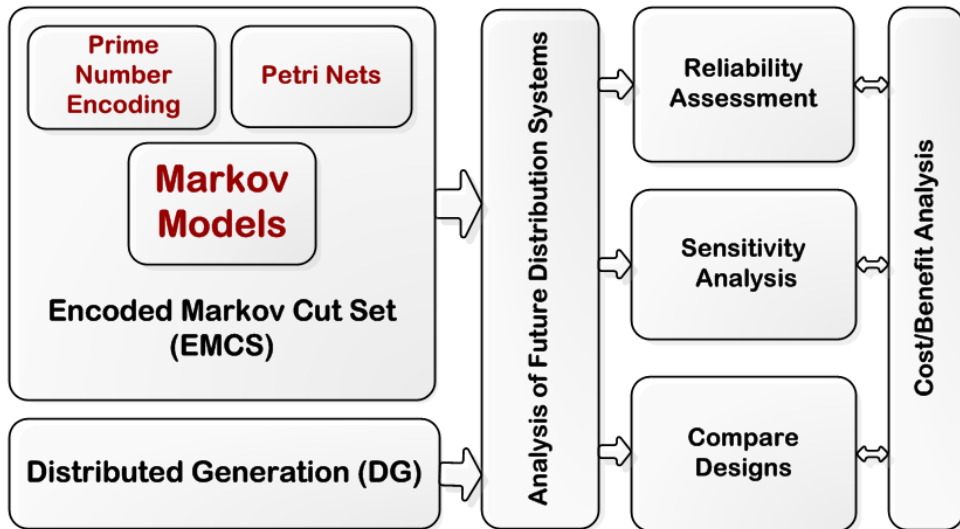 Prime
Number
Encoding
Petri Nets
Markov
Models
Encoded Markov Cut Set
(EMCS)
Distributed Generation (DG)
Analysis of Future Distribution Systems
Reliability
Assessment
Sensitivity
Analysis
Compare
Designs
Cost/Benefit Analysis